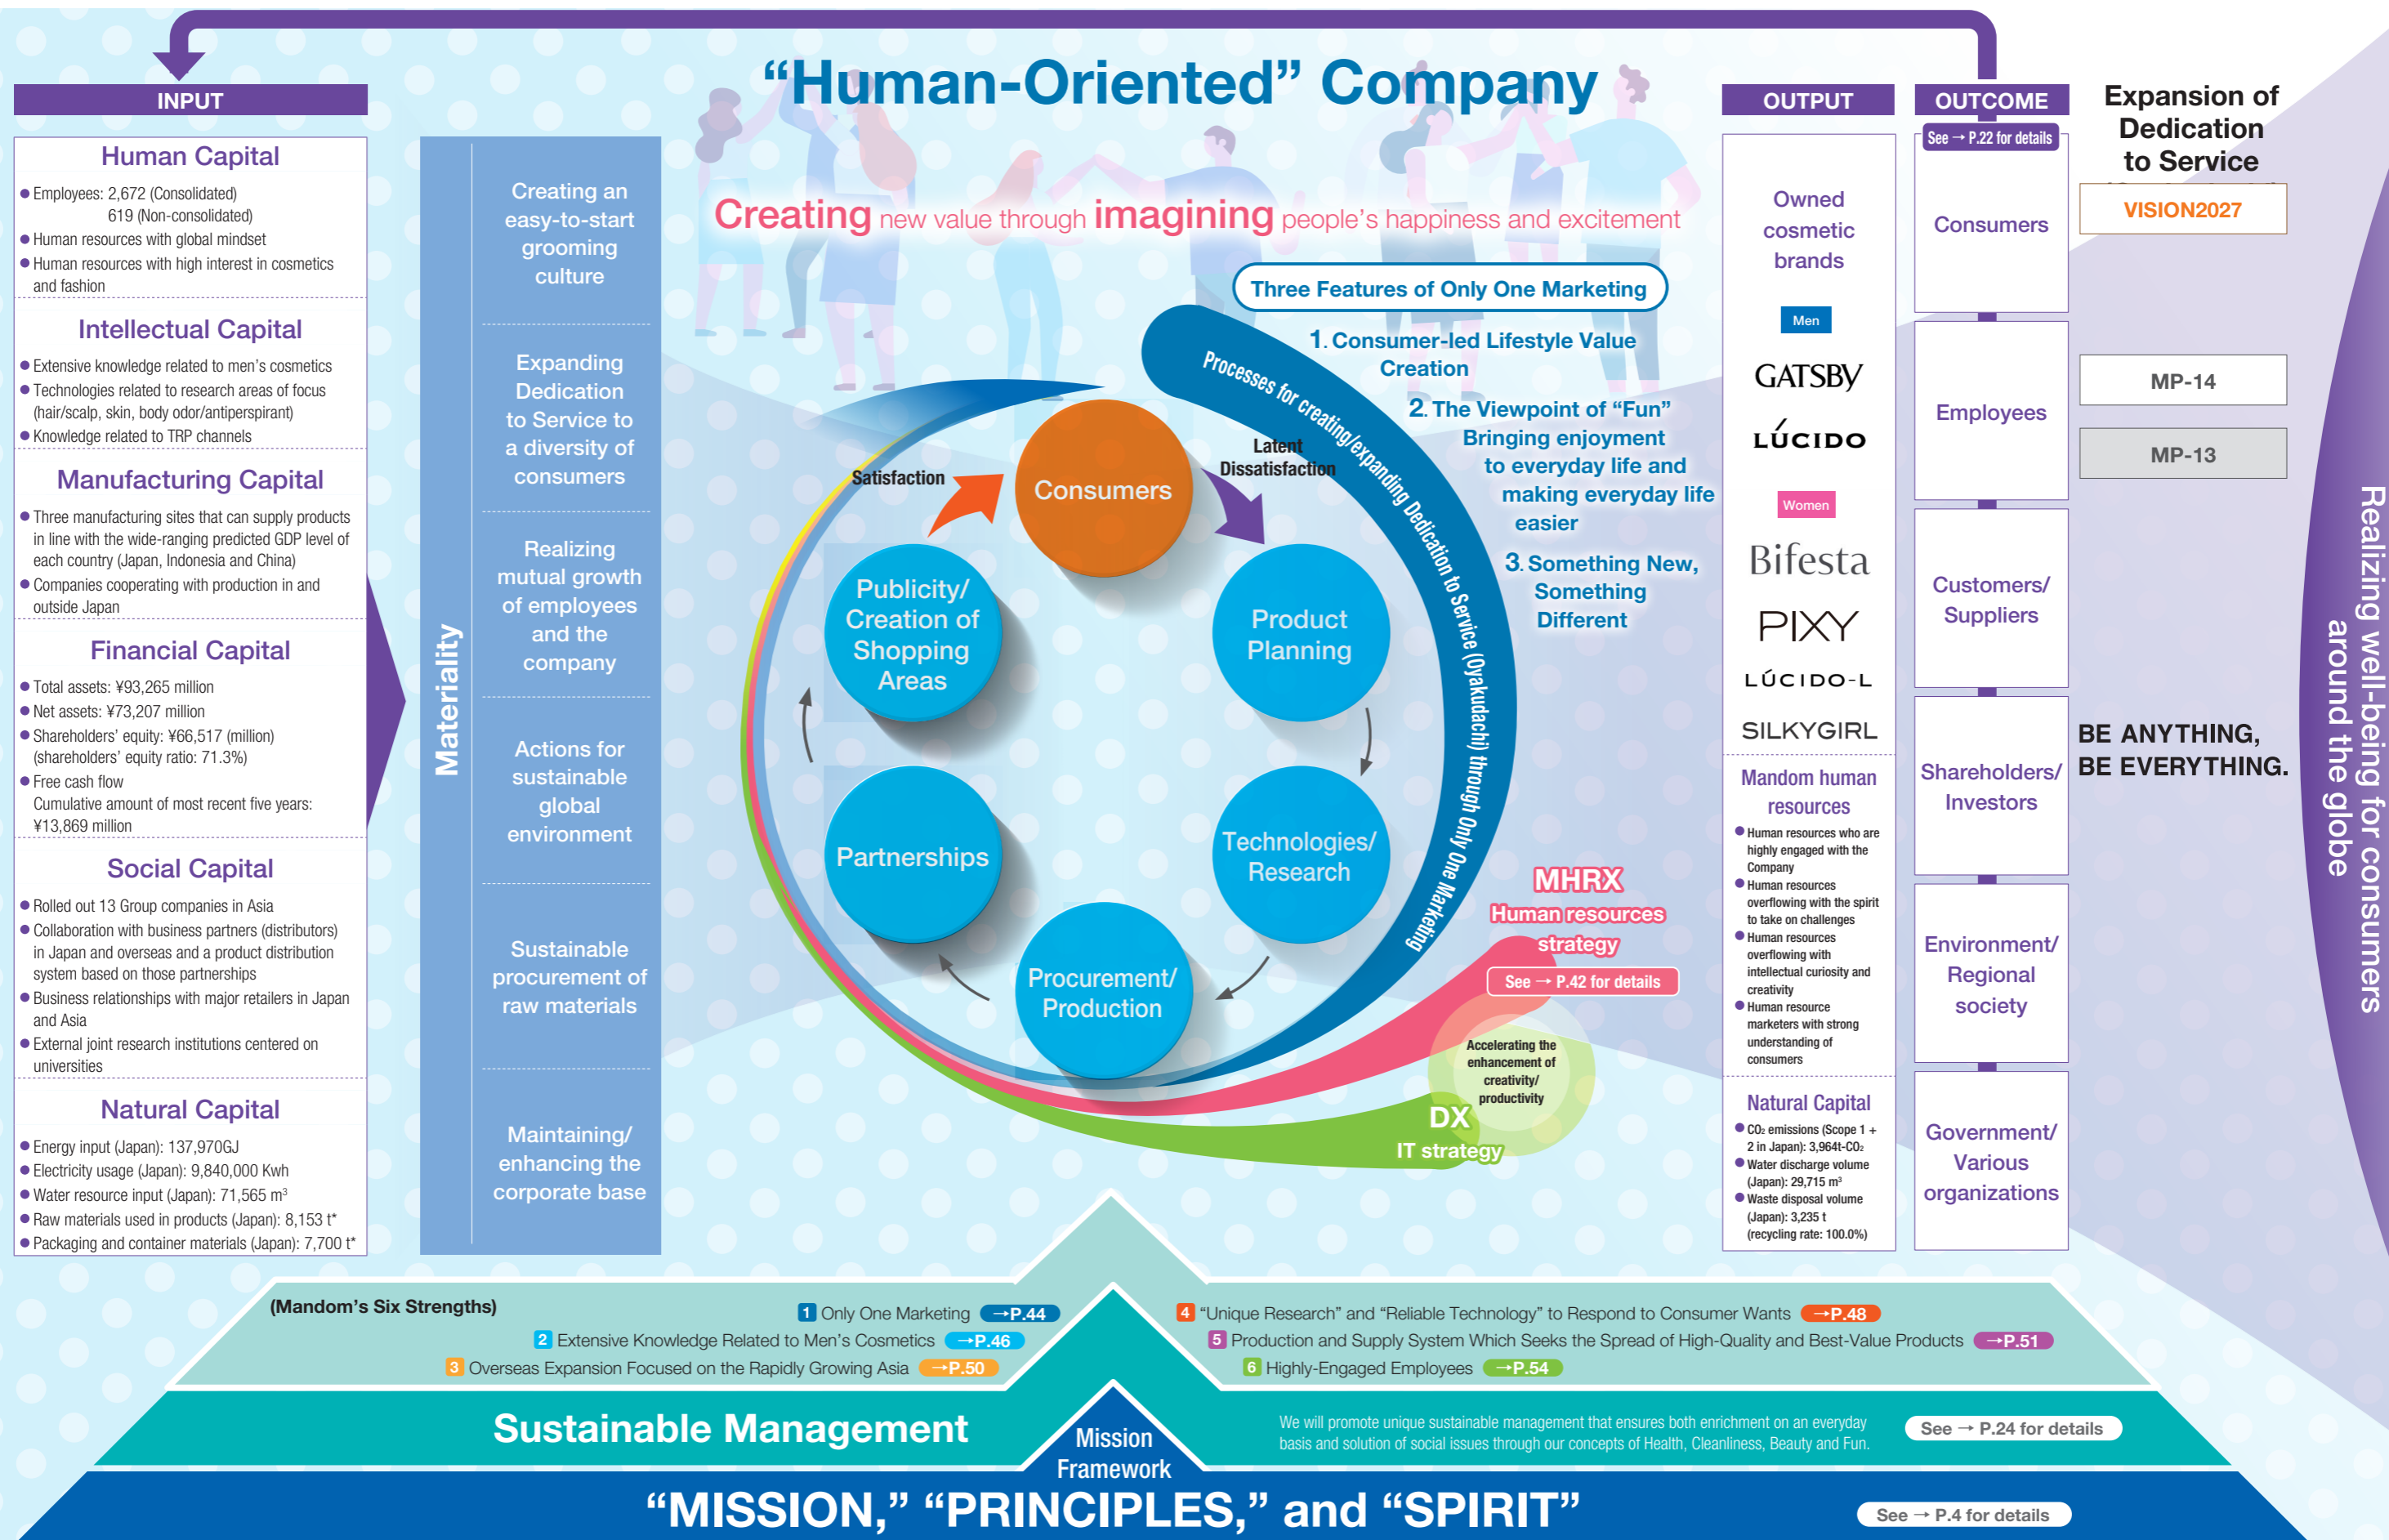 “Human-Oriented” Company
Creating new value through imagining people’s happiness and excitement
INPUT
Human Capital
● Employees: 2,672 (Consolidated)
619 (Non-consolidated)
● Human resources with global mindset
● Human resources with high interest in cosmetics
and fashion
Intellectual Capital
● Extensive knowledge related to men’s cosmetics
● Technologies related to research areas of focus
(hair/scalp, skin, body odor/antiperspirant)
● Knowledge related to TRP channels
Manufacturing Capital
● Three manufacturing sites that can supply products
in line with the wide-ranging predicted GDP level of
each country (Japan, Indonesia and China)
● Companies cooperating with production in and
outside Japan
Financial Capital
● Total assets: ¥93,265 million
● Net assets: ¥73,207 million
● Shareholders’ equity: ¥66,517 (million)
(shareholders’ equity ratio: 71.3%)
● Free cash flow
Cumulative amount of most recent five years:
¥13,869 million
Social Capital
● Rolled out 13 Group companies in Asia
● Collaboration with business partners (distributors)
in Japan and overseas and a product distribution
system based on those partnerships
● Business relationships with major retailers in Japan
and Asia
● External joint research institutions centered on
universities
Natural Capital
● Energy input (Japan): 137,970GJ
● Electricity usage (Japan): 9,840,000 Kwh
● Water resource input (Japan): 71,565 m³
● Raw materials used in products (Japan): 8,153 t*
● Packaging and container materials (Japan): 7,700 t*
Materiality
Creating an
easy-to-start
grooming
culture
Expanding
Dedication
to Service to
a diversity of
consumers
Realizing
mutual growth
of employees
and the
company
Actions for
sustainable
global
environment
Sustainable
procurement of
raw materials
Maintaining/
enhancing the
corporate base
Three Features of Only One Marketing
1. Consumer-led Lifestyle Value
Creation
2. The Viewpoint of “Fun”
Bringing enjoyment
to everyday life and
making everyday life
easier
3. Something New,
Something
Different
Processes for creating/expanding Dedication to Service (Oyakudachi) through Only One Marketing
Satisfaction
Latent
Dissatisfaction
Consumers
Product
Planning
Technologies/
Research
Procurement/
Production
Partnerships
Publicity/
Creation of
Shopping
Areas
MHRX
Human resources
strategy
See → P.42 for details
Accelerating the
enhancement of
creativity/
productivity
DX
IT strategy
OUTPUT
Owned
cosmetic
brands
Men
GATSBY
LÚCIDO
Women
Bifesta
PIXY
LÚCIDO-L
SILKYGIRL
Mandom human
resources
● Human resources who are
highly engaged with the
Company
● Human resources
overflowing with the spirit
to take on challenges
● Human resources
overflowing with
intellectual curiosity and
creativity
● Human resource
marketers with strong
understanding of
consumers
Natural Capital
● CO₂ emissions (Scope 1 +
2 in Japan): 3,964t-CO₂
● Water discharge volume
(Japan): 29,715 m³
● Waste disposal volume
(Japan): 3,235 t
(recycling rate: 100.0%)
OUTCOME
See → P.22 for details
Consumers
Employees
Customers/
Suppliers
Shareholders/
Investors
Environment/
Regional
society
Government/
Various
organizations
Expansion of
Dedication
to Service
VISION2027
MP-14
MP-13
BE ANYTHING,
BE EVERYTHING.
Realizing well-being for consumers
around the globe
(Mandom’s Six Strengths)
1 Only One Marketing →P.44
2 Extensive Knowledge Related to Men’s Cosmetics →P.46
3 Overseas Expansion Focused on the Rapidly Growing Asia →P.50
4 “Unique Research” and “Reliable Technology” to Respond to Consumer Wants →P.48
5 Production and Supply System Which Seeks the Spread of High-Quality and Best-Value Products →P.51
6 Highly-Engaged Employees →P.54
Sustainable Management
We will promote unique sustainable management that ensures both enrichment on an everyday
basis and solution of social issues through our concepts of Health, Cleanliness, Beauty and Fun.
See → P.24 for details
Mission
Framework
“MISSION,” “PRINCIPLES,” and “SPIRIT”
See → P.4 for details